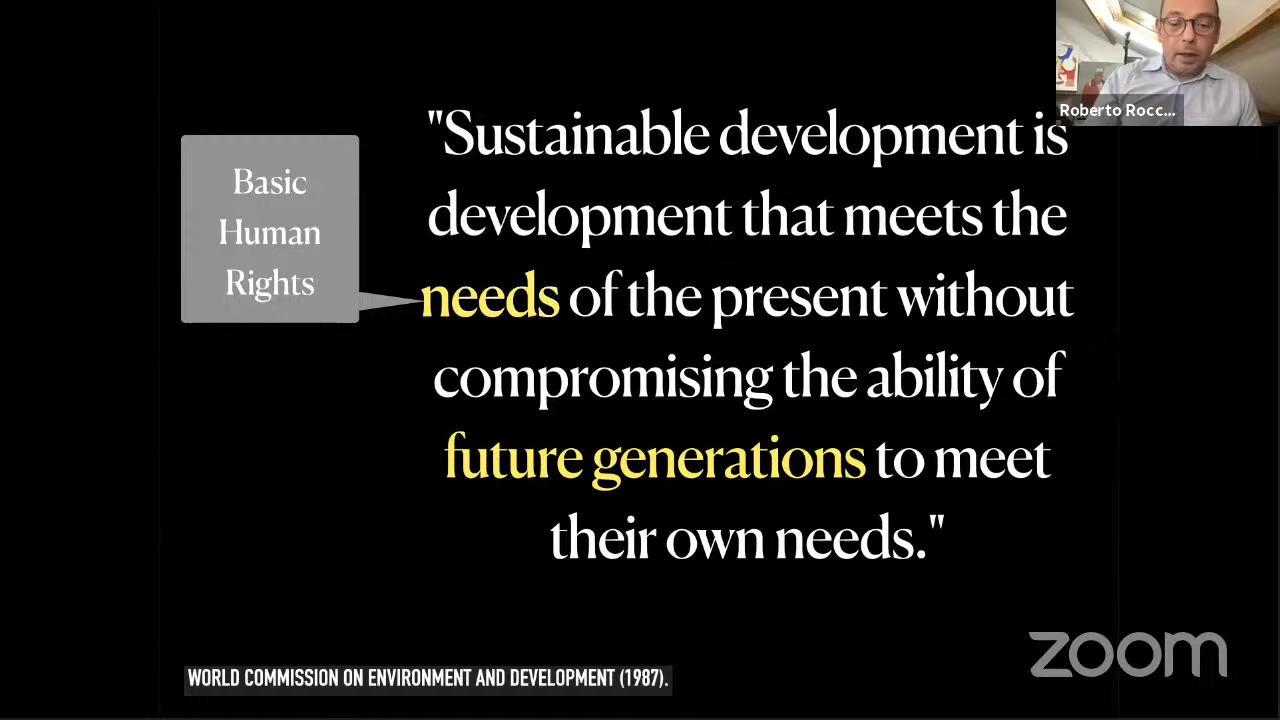 Roberto Rocc...
Basic
Human
Rights
"Sustainable development is
development that meets the
needs of the present without
compromising the ability of
future generations to meet
their own needs."
WORLD COMMISSION ON ENVIRONMENT AND DEVELOPMENT (1987).
zoom